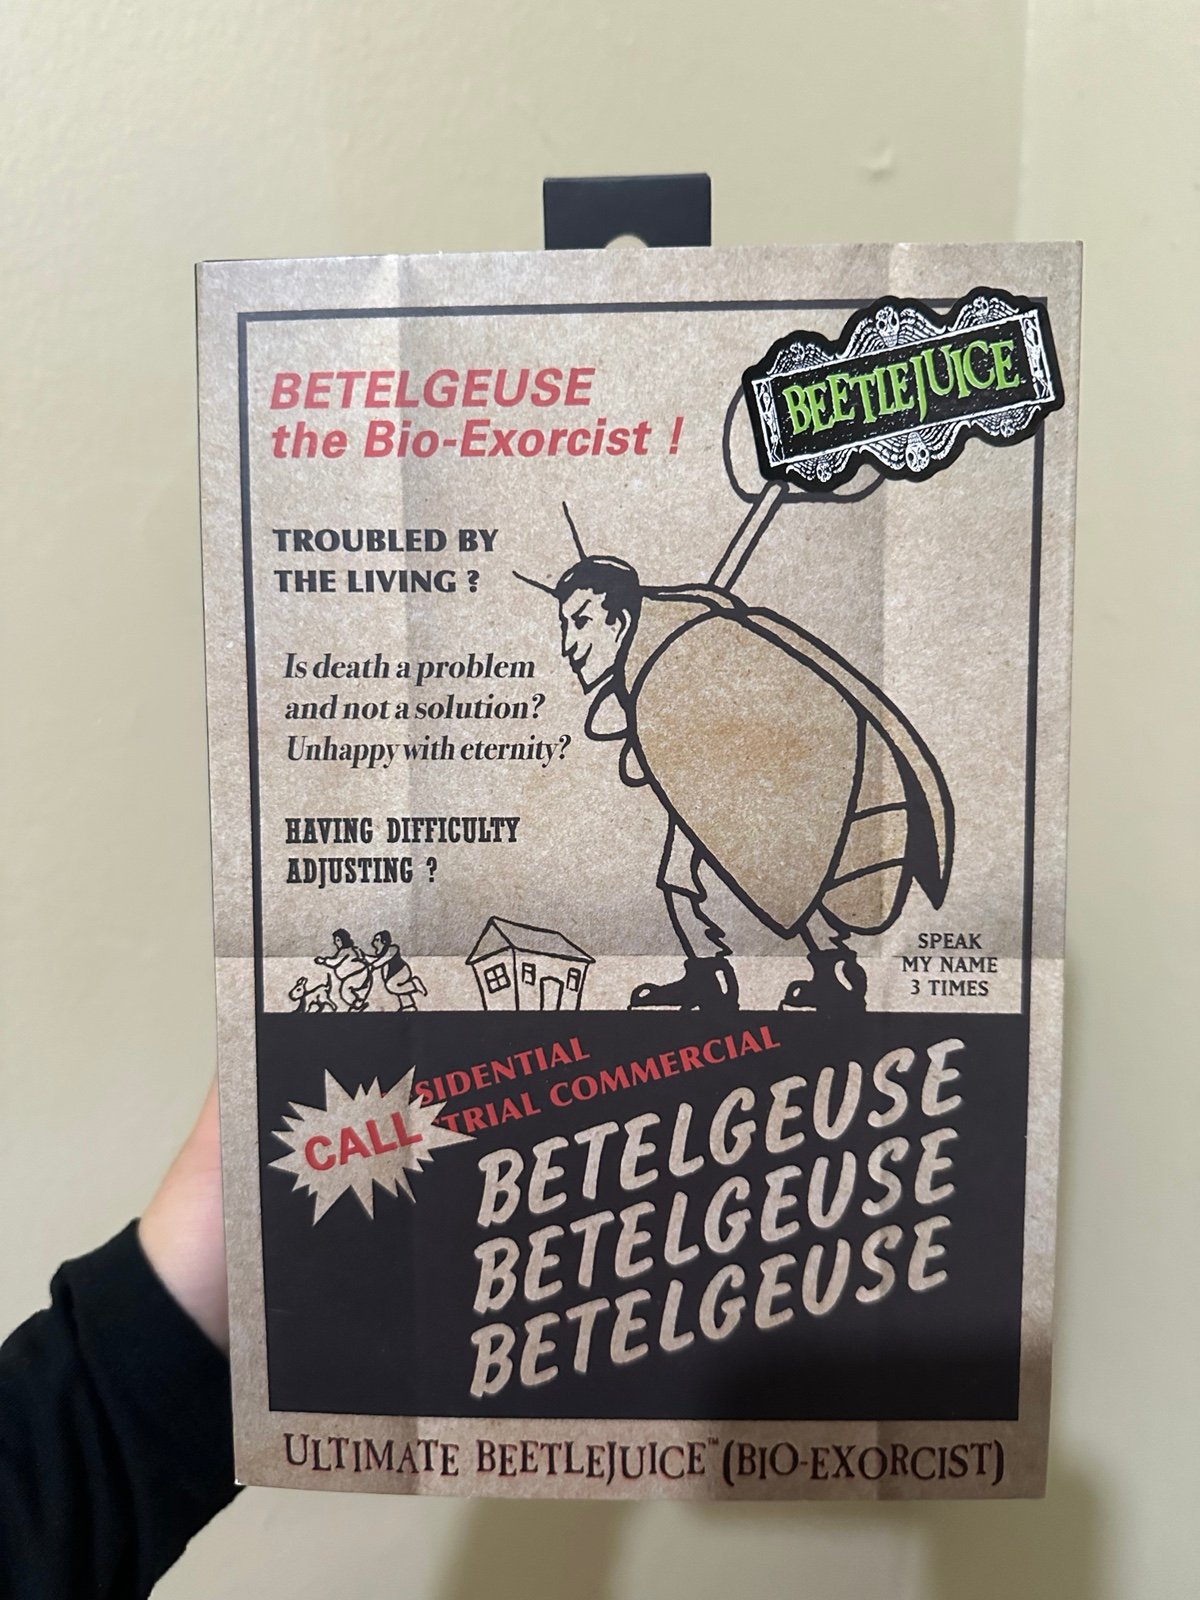 BEETLEJUICE
BETELGEUSE
the Bio-Exorcist !
TROUBLED BY
THE LIVING ?
Is death a problem
and not a solution?
Unhappy with eternity?
HAVING DIFFICULTY
ADJUSTING ?
SPEAK
MY NAME
3 TIMES
CALL
SIDENTIAL
TRIAL COMMERCIAL
BETELGEUSE
BETELGEUSE
BETELGEUSE
ULTIMATE BEETLEJUICE™ (BIO-EXORCIST)